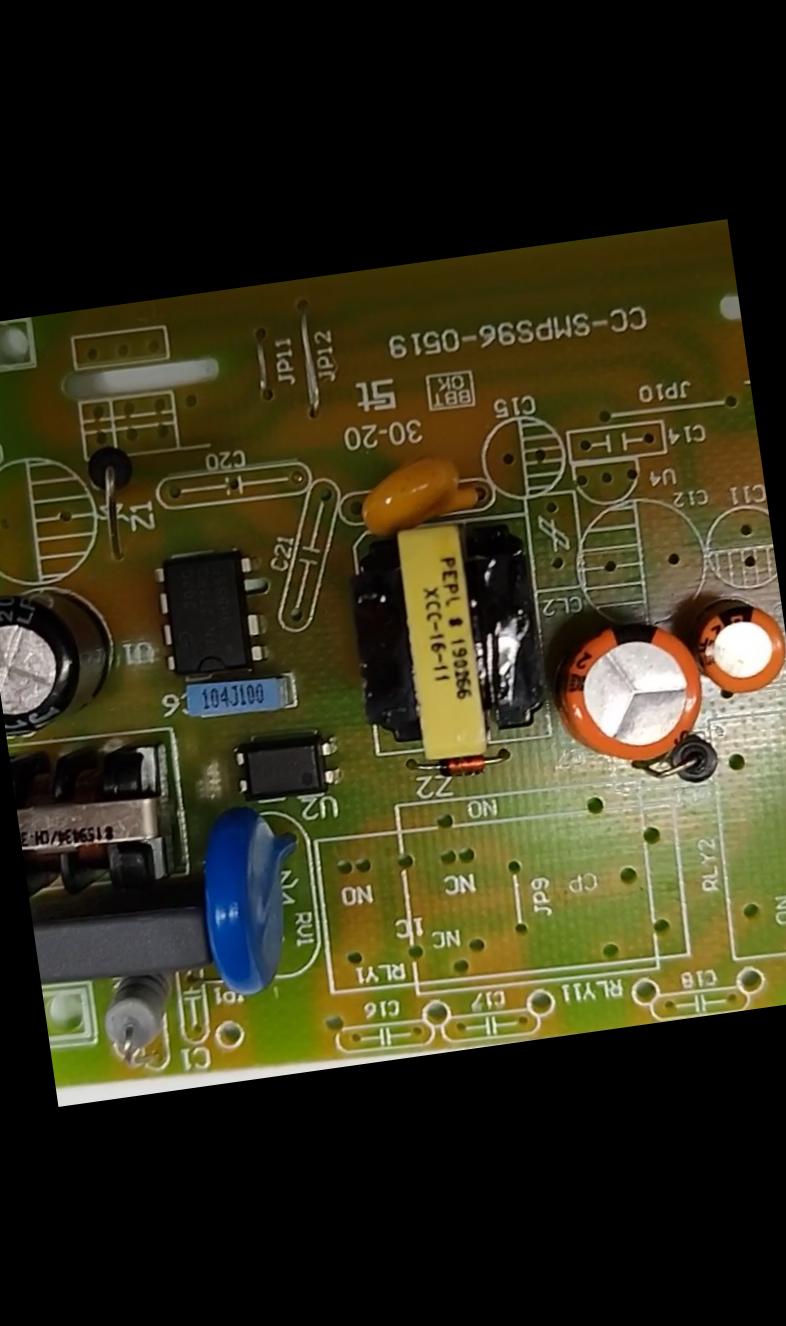 CC-SMPS96-0519
JP11
JP12
BBT
OK
30-20
C15
JP10
C14
C20
U4
C12
C11
Z1
C21
CL2
PEPL # 190266
XCC-16-11
104J100
U2
Z2
NO
RLY2
NO
NC
JP9
CP
RV1
NC
RLY1
RLY11
C16
C17
C18
C1